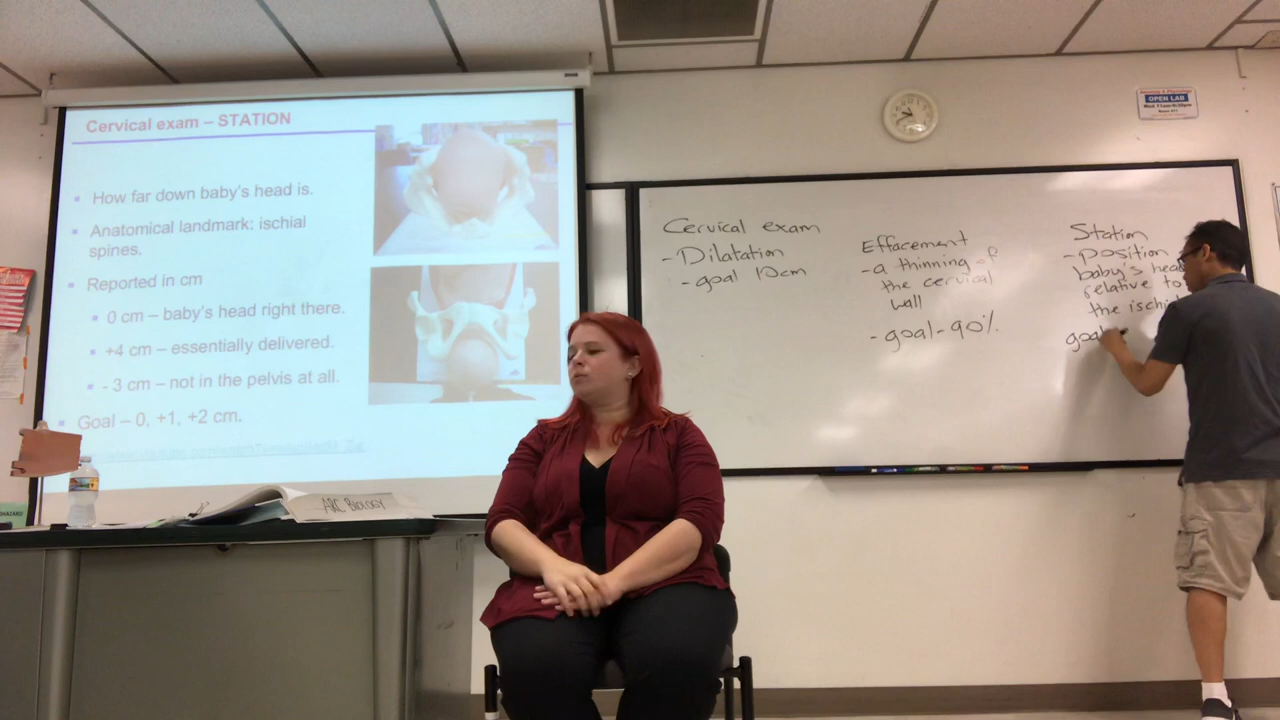 Cervical exam – STATION
How far down baby's head is.
Anatomical landmark: ischial
spines.
Reported in cm
0 cm – baby's head right there.
+4 cm – essentially delivered.
- 3 cm – not in the pelvis at all.
Goal – 0, +1, +2 cm.
ARC BIOLOGY
Cervical exam
-Dilatation
-goal 10cm
Effacement
-a thinning of
the cervical
wall
-goal-90%
Station
-position
baby's hea
relative to
the ischi
goal
OPEN LAB